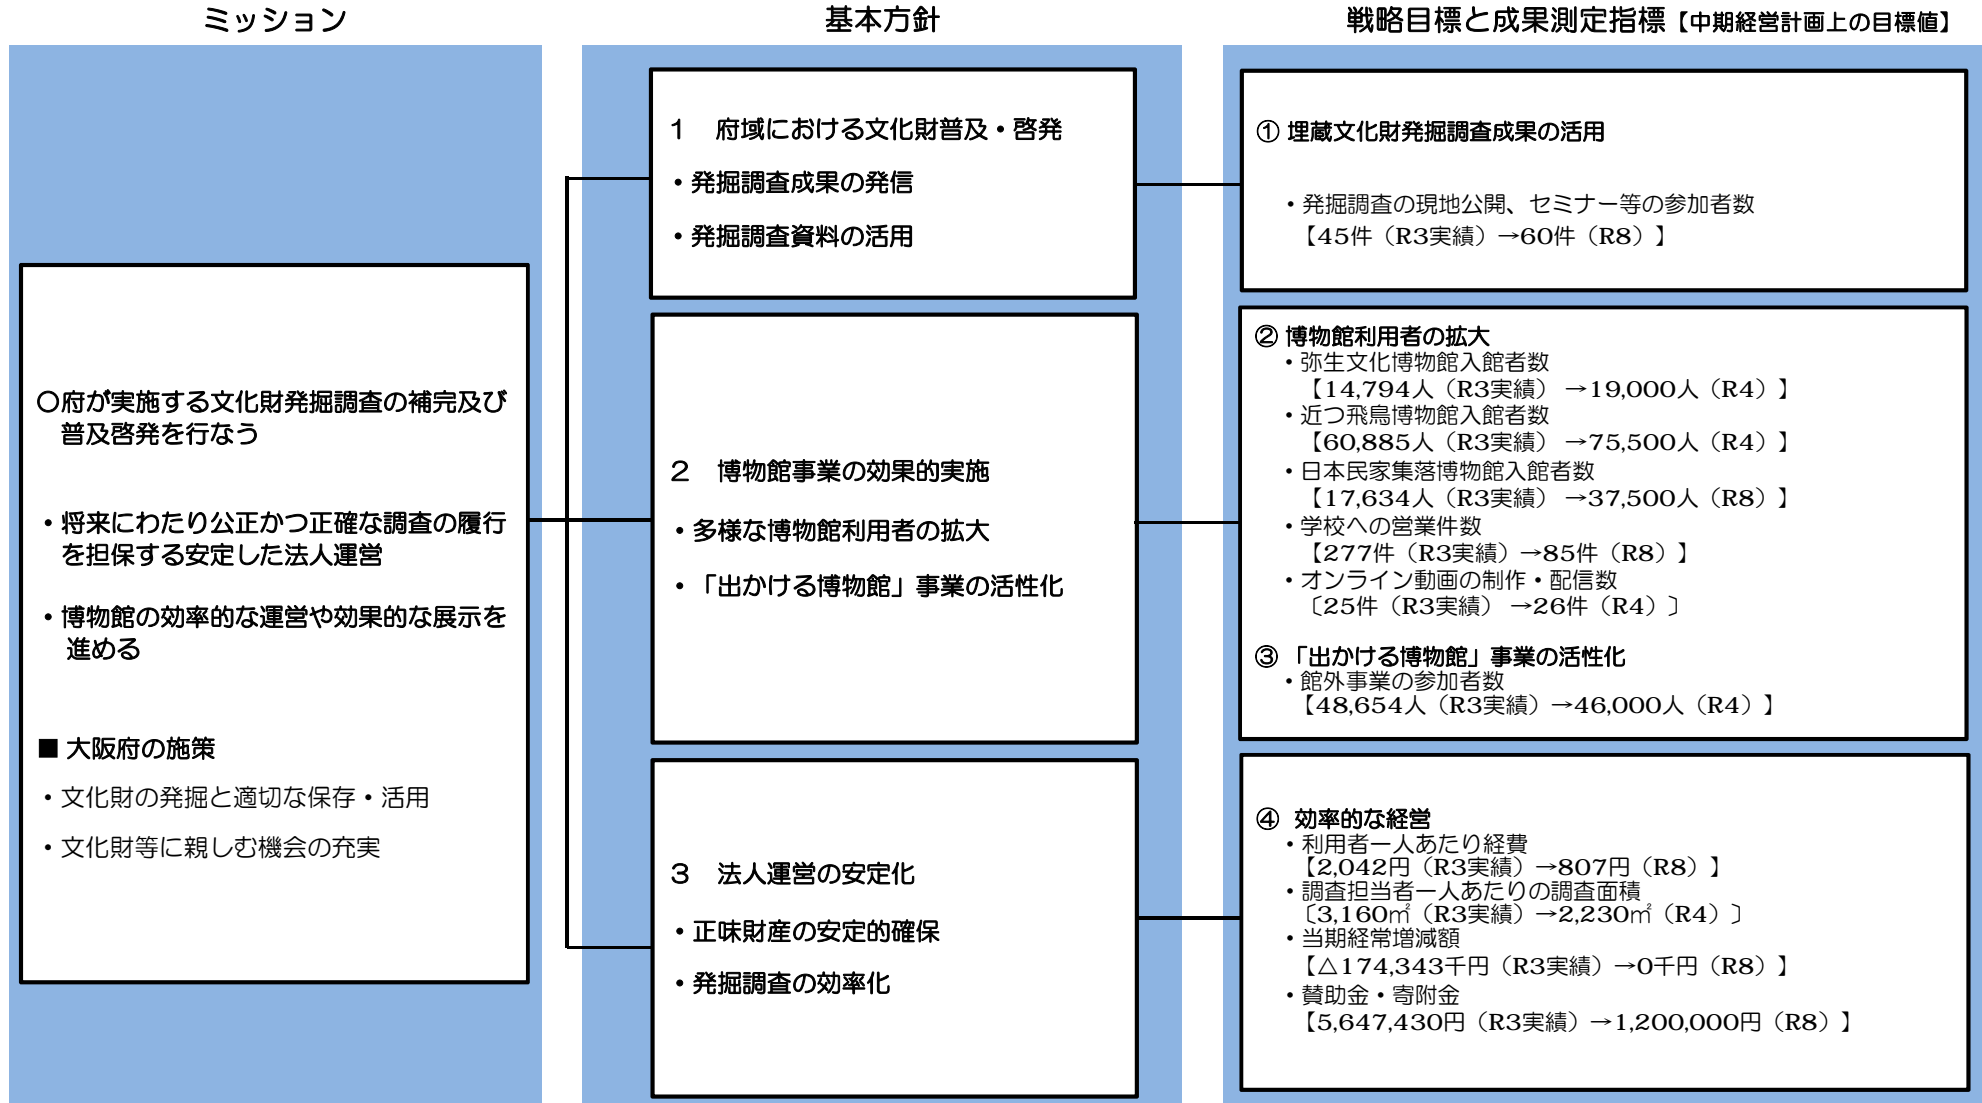 ミッション
基本方針
戦略目標と成果測定指標【中期経営計画上の目標値】
〇府が実施する文化財発掘調査の補完及び
普及啓発を行なう
・将来にわたり公正かつ正確な調査の履行
を担保する安定した法人運営
・博物館の効率的な運営や効果的な展示を
進める
■ 大阪府の施策
・文化財の発掘と適切な保存・活用
・文化財等に親しむ機会の充実
１　府域における文化財普及・啓発
・発掘調査成果の発信
・発掘調査資料の活用
２　博物館事業の効果的実施
・多様な博物館利用者の拡大
・「出かける博物館」事業の活性化
３　法人運営の安定化
・正味財産の安定的確保
・発掘調査の効率化
① 埋蔵文化財発掘調査成果の活用
・発掘調査の現地公開、セミナー等の参加者数
【45件（R3実績）→60件（R8）】
② 博物館利用者の拡大
・弥生文化博物館入館者数
【14,794人（R3実績） →19,000人（R4）】
・近つ飛鳥博物館入館者数
【60,885人（R3実績） →75,500人（R4）】
・日本民家集落博物館入館者数
【17,634人（R3実績） →37,500人（R8）】
・学校への営業件数
【277件（R3実績）→85件（R8）】
・オンライン動画の制作・配信数
〔25件（R3実績） →26件（R4）〕
③ 「出かける博物館」事業の活性化
・館外事業の参加者数
【48,654人（R3実績）→46,000人（R4）】
④ 効率的な経営
・利用者一人あたり経費
【2,042円（R3実績）→807円（R8）】
・調査担当者一人あたりの調査面積
〔3,160㎡（R3実績）→2,230㎡（R4）〕
・当期経常増減額
【△174,343千円（R3実績）→0千円（R8）】
・賛助金・寄附金
【5,647,430円（R3実績）→1,200,000円（R8）】